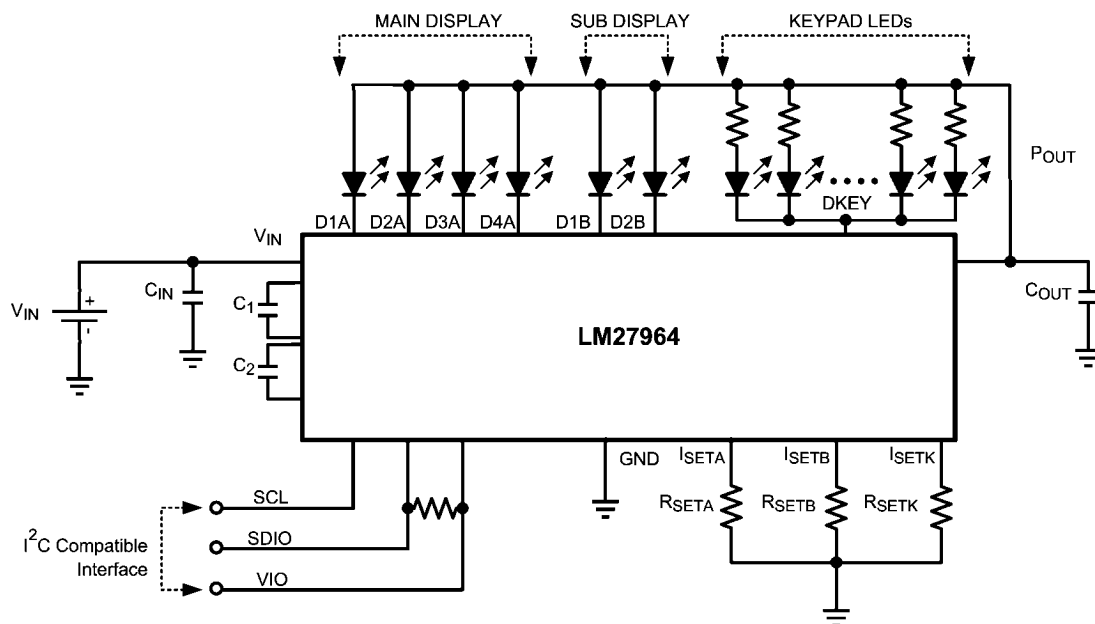 MAIN DISPLAY
SUB DISPLAY
KEYPAD LEDs
POUT
DKEY
D1A
D2A
D3A
D4A
D1B
D2B
VIN
CIN
C1
C2
VIN
+
-
COUT
LM27964
GND
ISETA
ISETB
ISETK
RSETA
RSETB
RSETK
SCL
SDIO
VIO
I2C Compatible
Interface